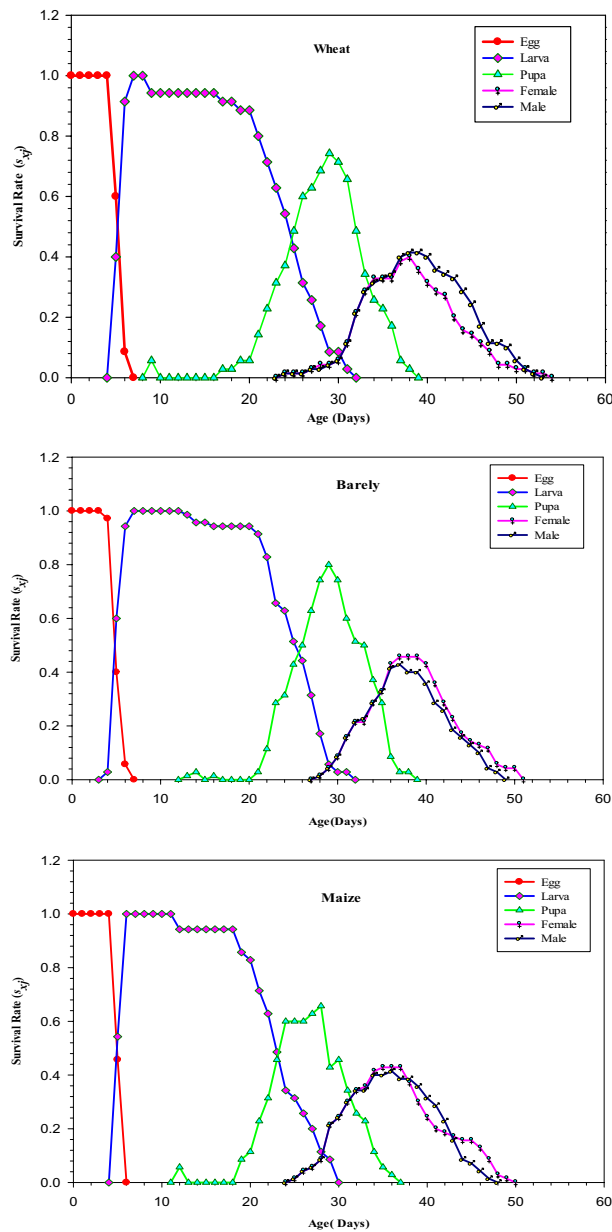 Wheat
Egg
Larva
Pupa
Female
Male
Survival Rate (sxj)
1.2
1.0
0.8
0.6
0.4
0.2
0.0
0 10 20 30 40 50 60
Age (Days)
Barely
Egg
Larva
Pupa
Female
Male
Survival Rate (sxj)
1.2
1.0
0.8
0.6
0.4
0.2
0.0
0 10 20 30 40 50 60
Age(Days)
Maize
Egg
Larva
Pupa
Female
Male
Survival Rate (sxj)
1.2
1.0
0.8
0.6
0.4
0.2
0.0
0 10 20 30 40 50 60
Age( Days)